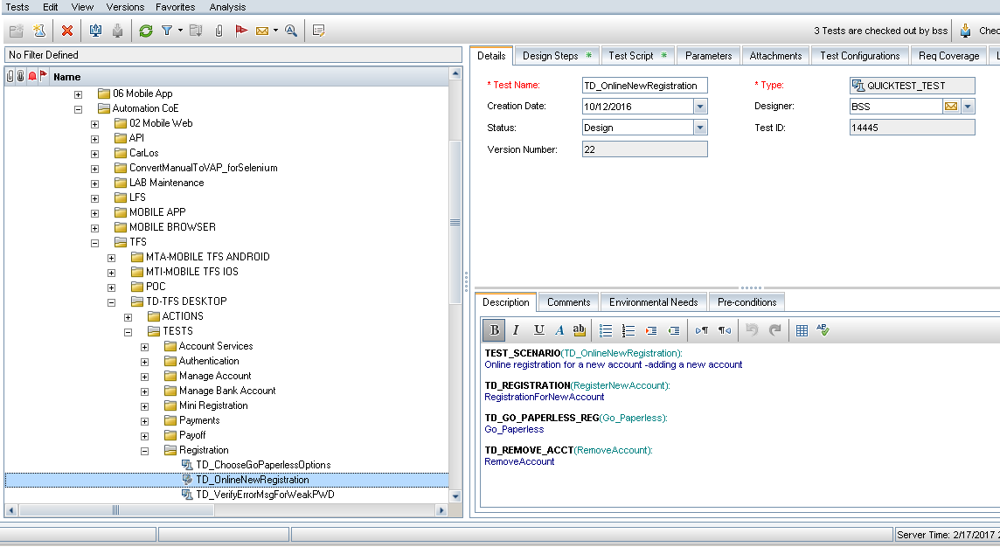 Tests Edit View Versions Favorites Analysis
3 Tests are checked out by bss Chec
No Filter Defined
Name
06 Mobile App
Automation CoE
02 Mobile Web
API
CarLos
ConvertManualToVAP_forSelenium
LAB Maintenance
LFS
MOBILE APP
MOBILE BROWSER
TFS
MTA-MOBILE TFS ANDROID
MTI-MOBILE TFS IOS
POC
TD-TFS DESKTOP
ACTIONS
TESTS
Account Services
Authentication
Manage Account
Manage Bank Account
Mini Registration
Payments
Payoff
Registration
TD_ChooseGoPaperlessOptions
TD_OnlineNewRegistration
TD_VerifyErrorMsgForWeakPWD
Details Design Steps * Test Script * Parameters Attachments Test Configurations Req Coverage L
* Test Name: TD_OnlineNewRegistration * Type: QUICKTEST_TEST
Creation Date: 10/12/2016 Designer: BSS
Status: Design Test ID: 14445
Version Number: 22
Description Comments Environmental Needs Pre-conditions
B I U A ab
TEST_SCENARIO(TD_OnlineNewRegistration):
Online registration for a new account -adding a new account
TD_REGISTRATION(RegisterNewAccount):
RegistrationForNewAccount
TD_GO_PAPERLESS_REG(Go_Paperless):
Go_Paperless
TD_REMOVE_ACCT(RemoveAccount):
RemoveAccount
Server Time: 2/17/2017 2